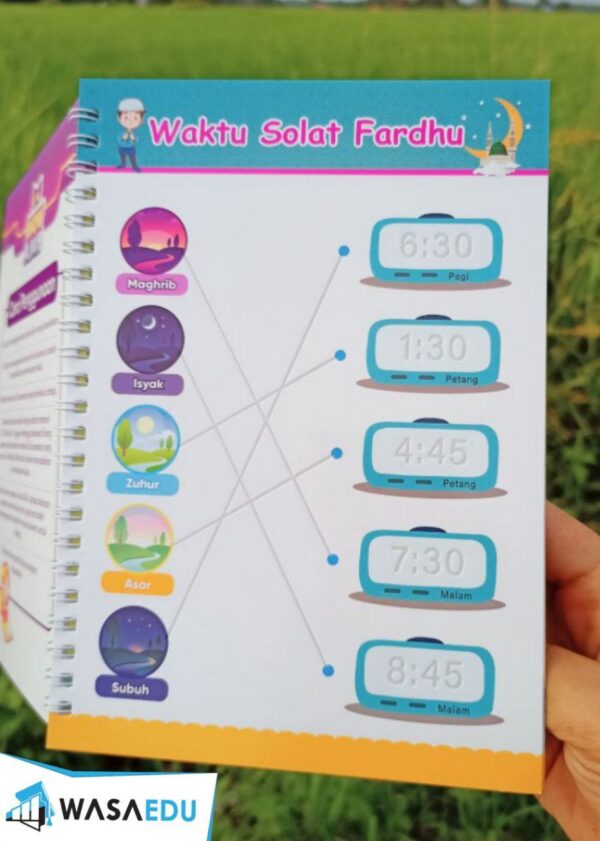 Waktu Solat Fardhu
Maghrib
6:30
Pagi
Isyak
1:30
Petang
Zuhur
4:45
Petang
Asar
7:30
Malam
Subuh
8:45
Malam
WASAEDU